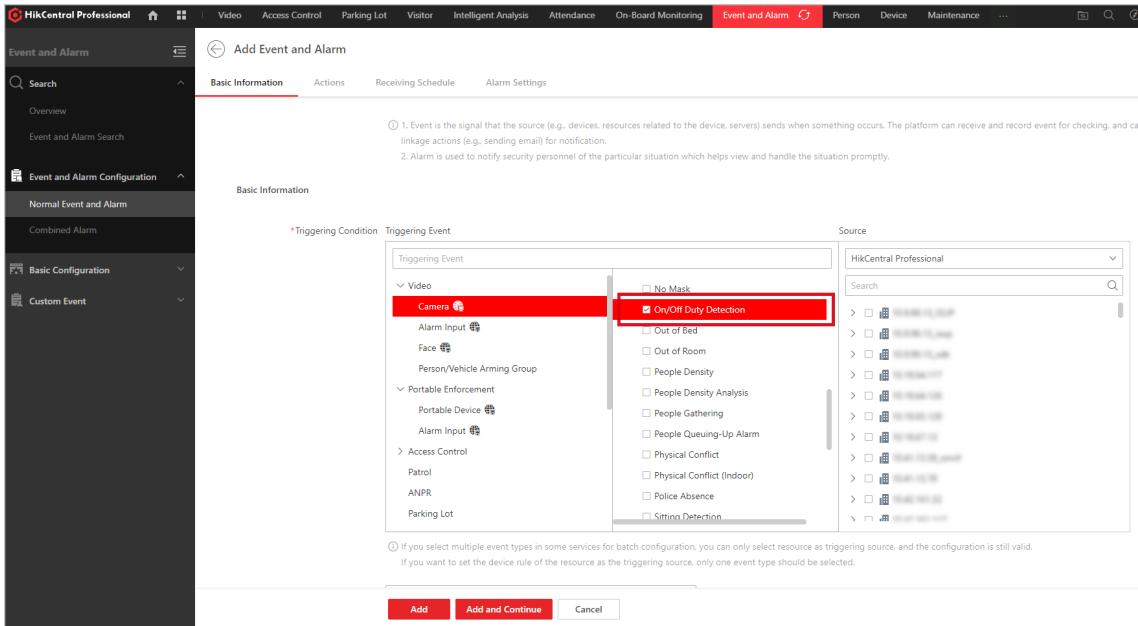 HikCentral Professional Video Access Control Parking Lot Visitor Intelligent Analysis Attendance On-Board Monitoring Event and Alarm Person Device Maintenance ...
Event and Alarm
Search
Overview
Event and Alarm Search
Event and Alarm Configuration
Normal Event and Alarm
Combined Alarm
Basic Configuration
Custom Event
Add Event and Alarm
Basic Information Actions Receiving Schedule Alarm Settings
1. Event is the signal that the source (e.g., devices, resources related to the device, servers) sends when something occurs. The platform can receive and record event for checking, and ca
linkage actions (e.g., sending email) for notification.
2. Alarm is used to notify security personnel of the particular situation which helps view and handle the situation promptly.
Basic Information
*Triggering Condition Triggering Event Source
Triggering Event
Video
Camera
Alarm Input
Face
Person/Vehicle Arming Group
Portable Enforcement
Portable Device
Alarm Input
Access Control
Patrol
ANPR
Parking Lot
No Mask
On/Off Duty Detection
Out of Bed
Out of Room
People Density
People Density Analysis
People Gathering
People Queuing-Up Alarm
Physical Conflict
Physical Conflict (Indoor)
Police Absence
Sitting Detection
HikCentral Professional
Search
If you select multiple event types in some services for batch configuration, you can only select resource as triggering source, and the configuration is still valid.
If you want to set the device rule of the resource as the triggering source, only one event type should be selected.
Add Add and Continue Cancel